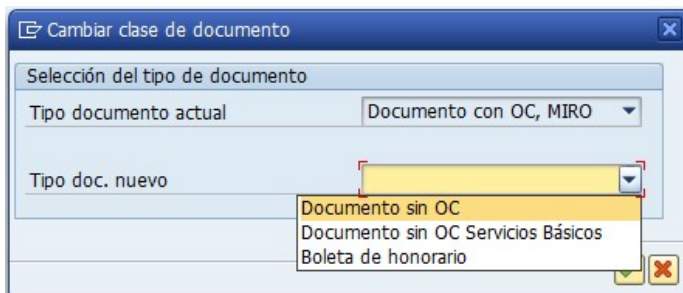 Cambiar clase de documento
Selección del tipo de documento
Tipo documento actual Documento con OC, MIRO
Tipo doc. nuevo
Documento sin OC
Documento sin OC Servicios Básicos
Boleta de honorario